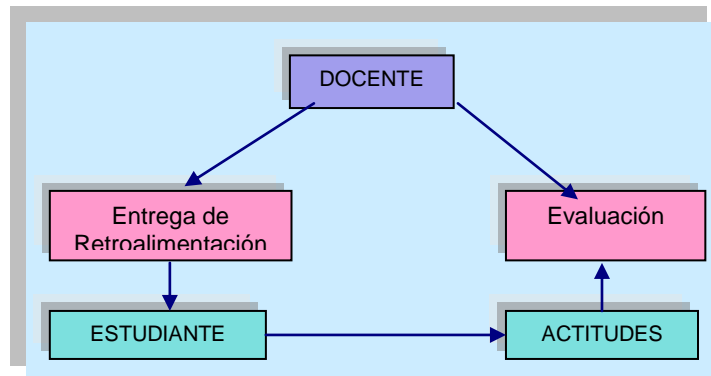 DOCENTE
Entrega de
Retroalimentación
Evaluación
ESTUDIANTE
ACTITUDES